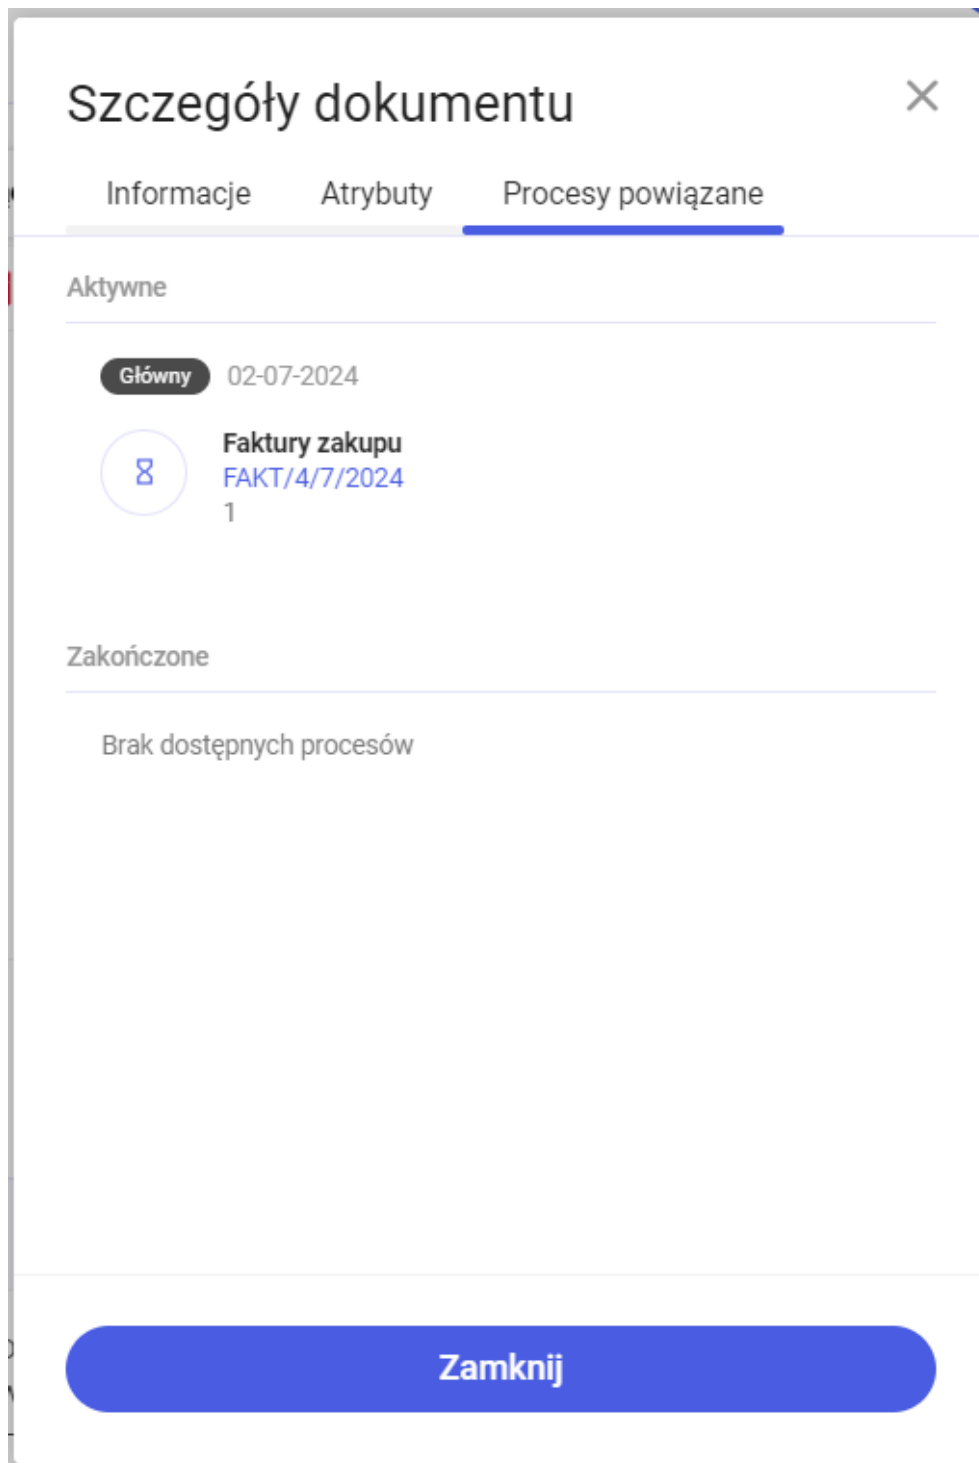 Szczegóły dokumentu
Informacje Atrybuty Procesy powiązane
Aktywne
Główny 02-07-2024
Faktury zakupu
FAKT/4/7/2024
1
Zakończone
Brak dostępnych procesów
Zamknij